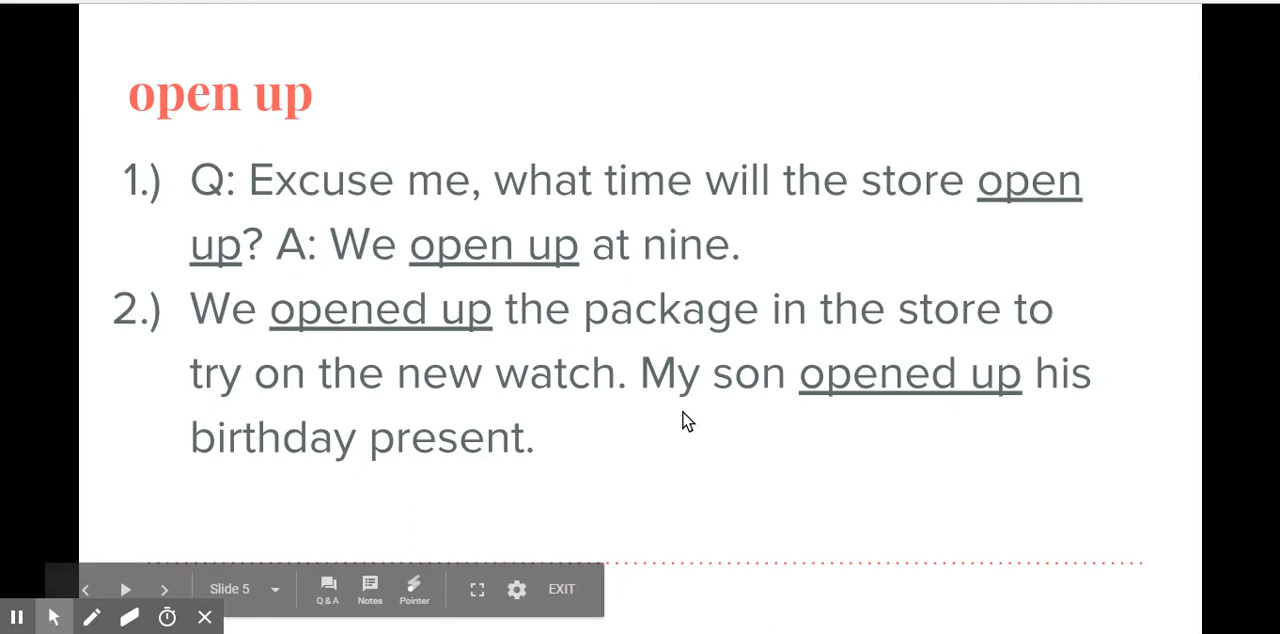 open up
1.) Q: Excuse me, what time will the store open
up? A: We open up at nine.
2.) We opened up the package in the store to
try on the new watch. My son opened up his
birthday present.
Slide 5
Q & A
Notes
Pointer
EXIT